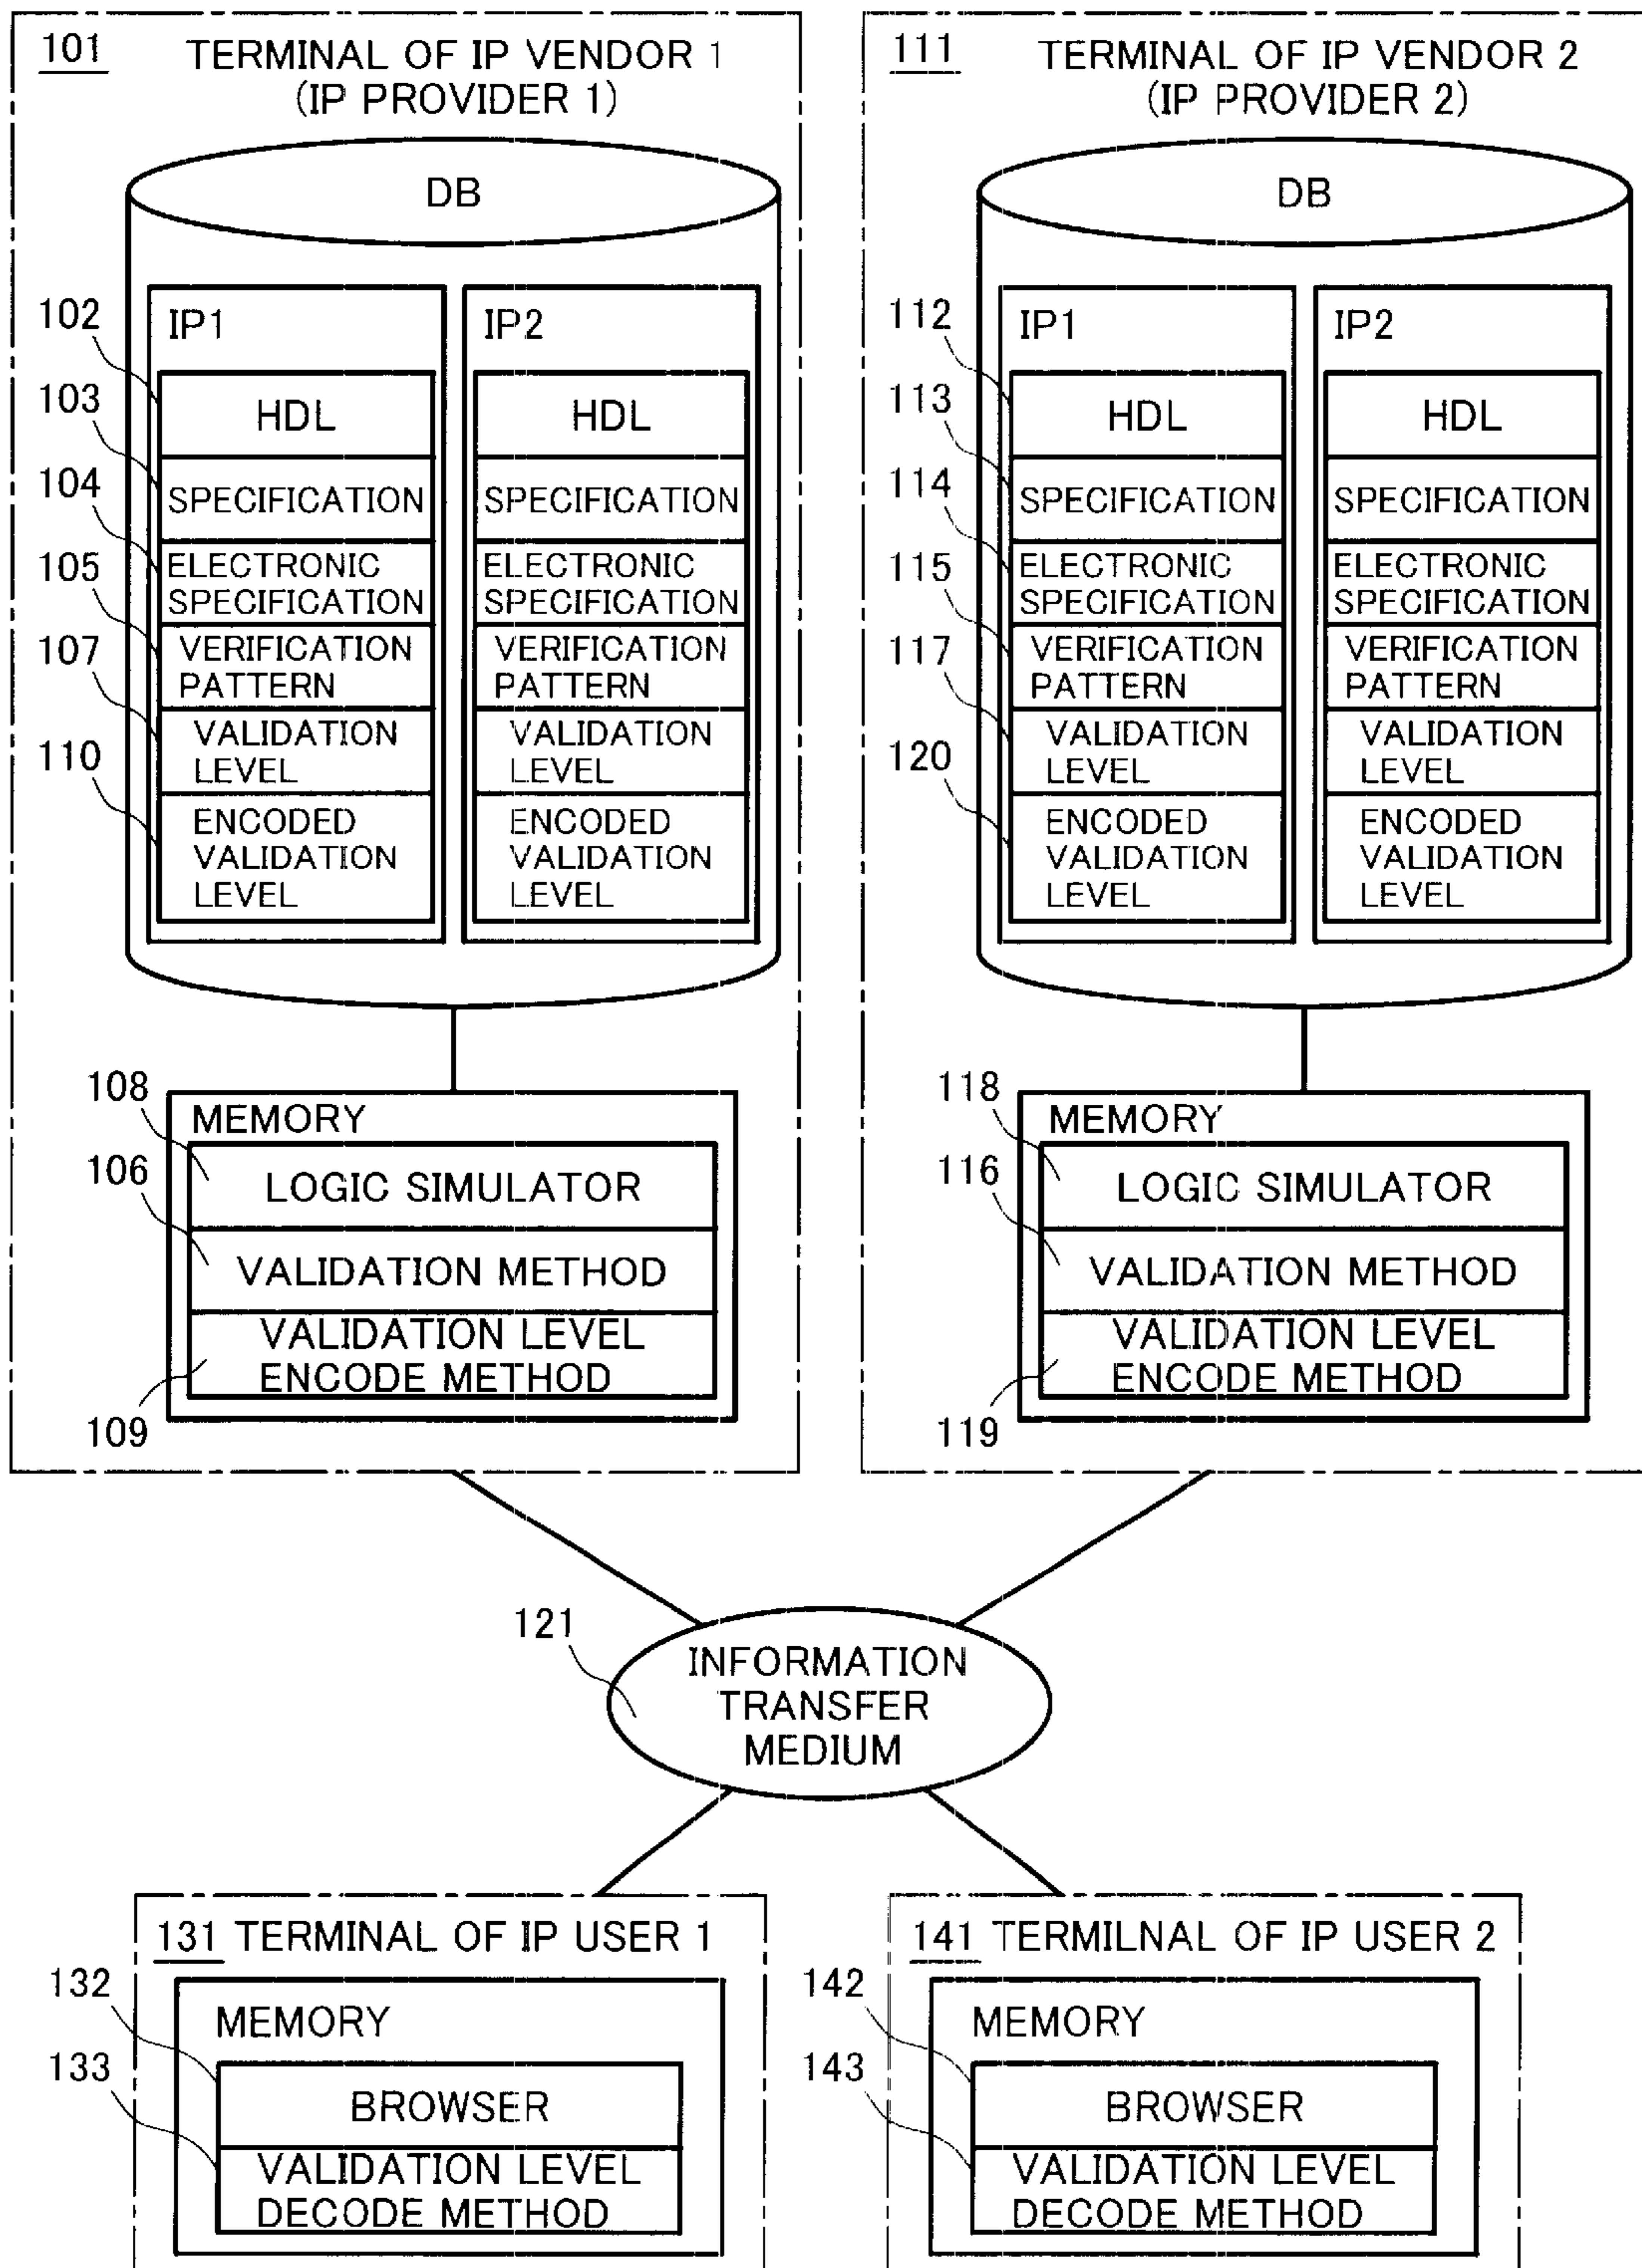 101 TERMINAL OF IP VENDOR 1
(IP PROVIDER 1)
DB
102
IP1
IP2
103
HDL
HDL
104
SPECIFICATION
SPECIFICATION
105
ELECTRONIC
SPECIFICATION
ELECTRONIC
SPECIFICATION
107
VERIFICATION
PATTERN
VERIFICATION
PATTERN
110
VALIDATION
LEVEL
VALIDATION
LEVEL
ENCODED
VALIDATION
LEVEL
ENCODED
VALIDATION
LEVEL
108
MEMORY
106
LOGIC SIMULATOR
VALIDATION METHOD
VALIDATION LEVEL
ENCODE METHOD
109
111 TERMINAL OF IP VENDOR 2
(IP PROVIDER 2)
DB
112
IP1
IP2
113
HDL
HDL
114
SPECIFICATION
SPECIFICATION
115
ELECTRONIC
SPECIFICATION
ELECTRONIC
SPECIFICATION
117
VERIFICATION
PATTERN
VERIFICATION
PATTERN
120
VALIDATION
LEVEL
VALIDATION
LEVEL
ENCODED
VALIDATION
LEVEL
ENCODED
VALIDATION
LEVEL
118
MEMORY
116
LOGIC SIMULATOR
VALIDATION METHOD
VALIDATION LEVEL
ENCODE METHOD
119
121
INFORMATION
TRANSFER
MEDIUM
131 TERMINAL OF IP USER 1
132
MEMORY
133
BROWSER
VALIDATION LEVEL
DECODE METHOD
141 TERMILNAL OF IP USER 2
142
MEMORY
143
BROWSER
VALIDATION LEVEL
DECODE METHOD